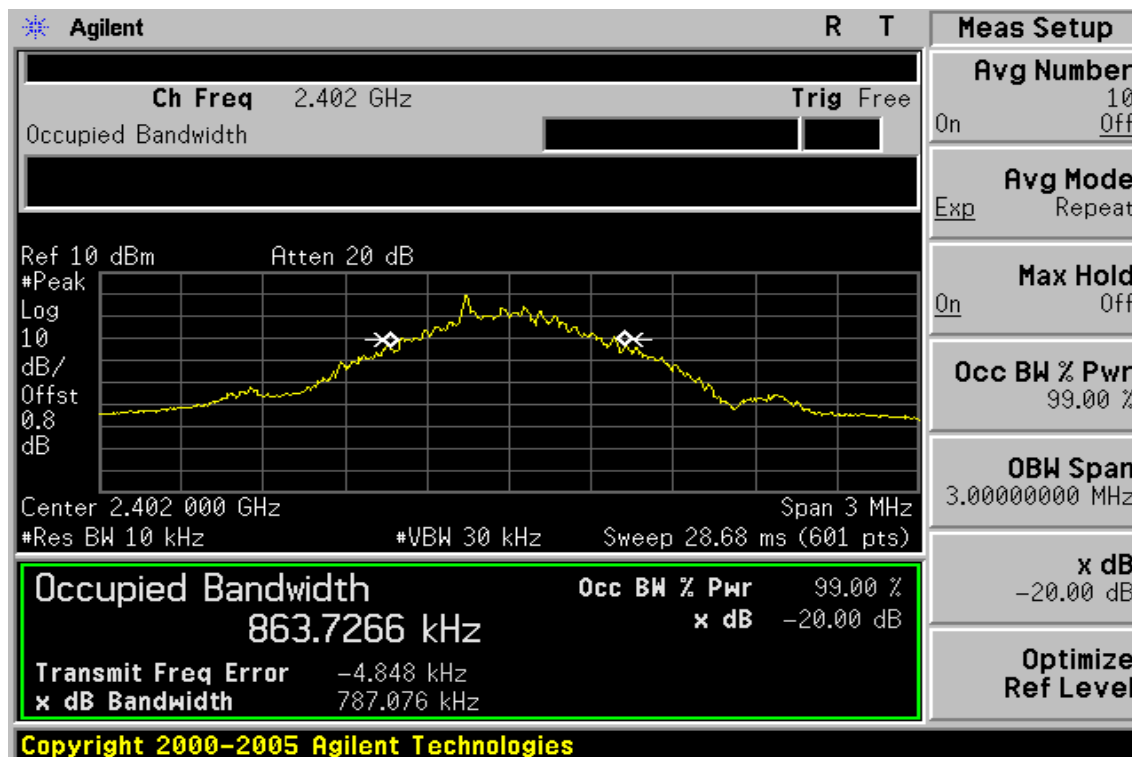 Agilent R T Meas Setup
Ch Freq 2.402 GHz Trig Free
Occupied Bandwidth
Ref 10 dBm Atten 20 dB
#Peak
Log
10
dB/
Offst
0.8
dB
Center 2.402 000 GHz Span 3 MHz
#Res BW 10 kHz #VBW 30 kHz Sweep 28.68 ms (601 pts)
Occupied Bandwidth
863.7266 kHz
Occ BW % Pwr 99.00 %
x dB -20.00 dB
Transmit Freq Error -4.848 kHz
x dB Bandwidth 787.076 kHz
Copyright 2000-2005 Agilent Technologies
Avg Number
10
On Off
Avg Mode
Exp Repeat
Max Hold
On Off
Occ BW % Pwr
99.00 %
OBW Span
3.00000000 MHz
x dB
-20.00 dB
Optimize
Ref Level